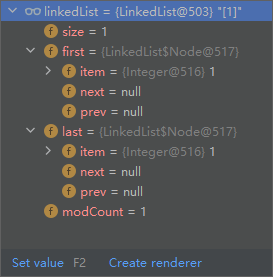 linkedList = {LinkedList@503} "[1]"
f size = 1
f first = {LinkedList$Node@517}
f item = {Integer@516} 1
f next = null
f prev = null
f last = {LinkedList$Node@517}
f item = {Integer@516} 1
f next = null
f prev = null
f modCount = 1
Set value F2 Create renderer